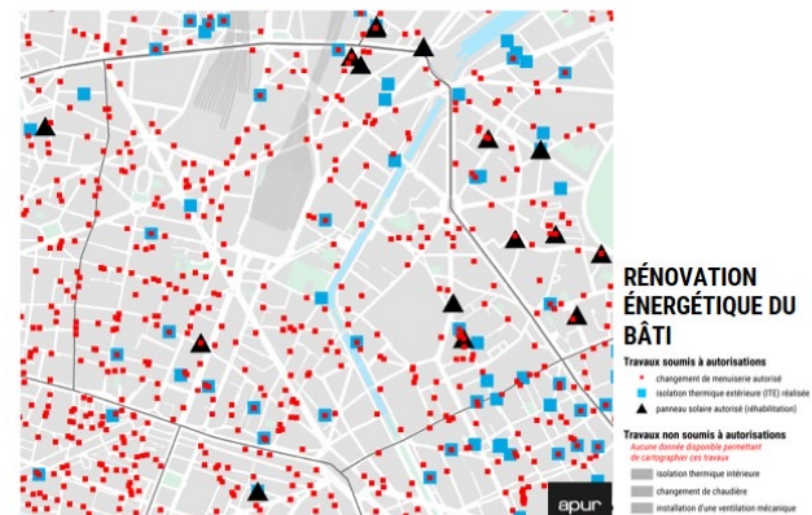 RÉNOVATION
ÉNERGÉTIQUE DU
BÂTI
Travaux soumis à autorisations
changement de menuiserie autorisé
isolation thermique extérieure (ITE) réalisée
panneau solaire autorisé (réhabilitation)
Travaux non soumis à autorisations
Aucune donnée disponible permettant
de cartographier ces travaux
isolation thermique intérieure
changement de chaudière
installation d'une ventilation mécanique
apur